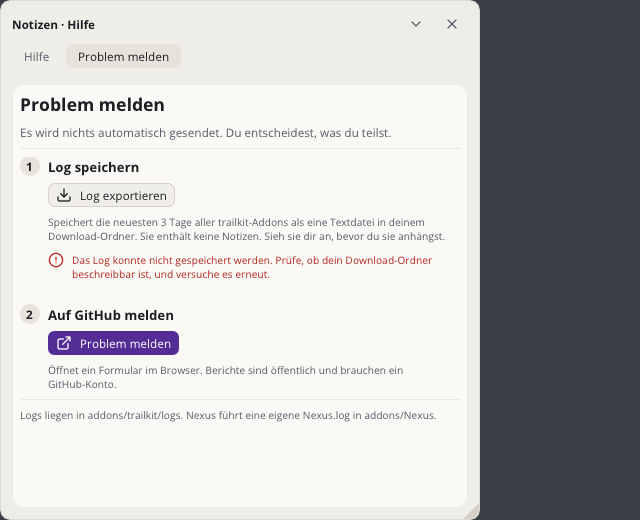 Notizen · Hilfe
Hilfe
Problem melden
Problem melden
Es wird nichts automatisch gesendet. Du entscheidest, was du teilst.
1
Log speichern
Log exportieren
Speichert die neuesten 3 Tage aller trailkit-Addons als eine Textdatei in deinem
Download-Ordner. Sie enthält keine Notizen. Sieh sie dir an, bevor du sie anhängst.
Das Log konnte nicht gespeichert werden. Prüfe, ob dein Download-Ordner
beschreibbar ist, und versuche es erneut.
2
Auf GitHub melden
Problem melden
Öffnet ein Formular im Browser. Berichte sind öffentlich und brauchen ein
GitHub-Konto.
Logs liegen in addons/trailkit/logs. Nexus führt eine eigene Nexus.log in addons/Nexus.